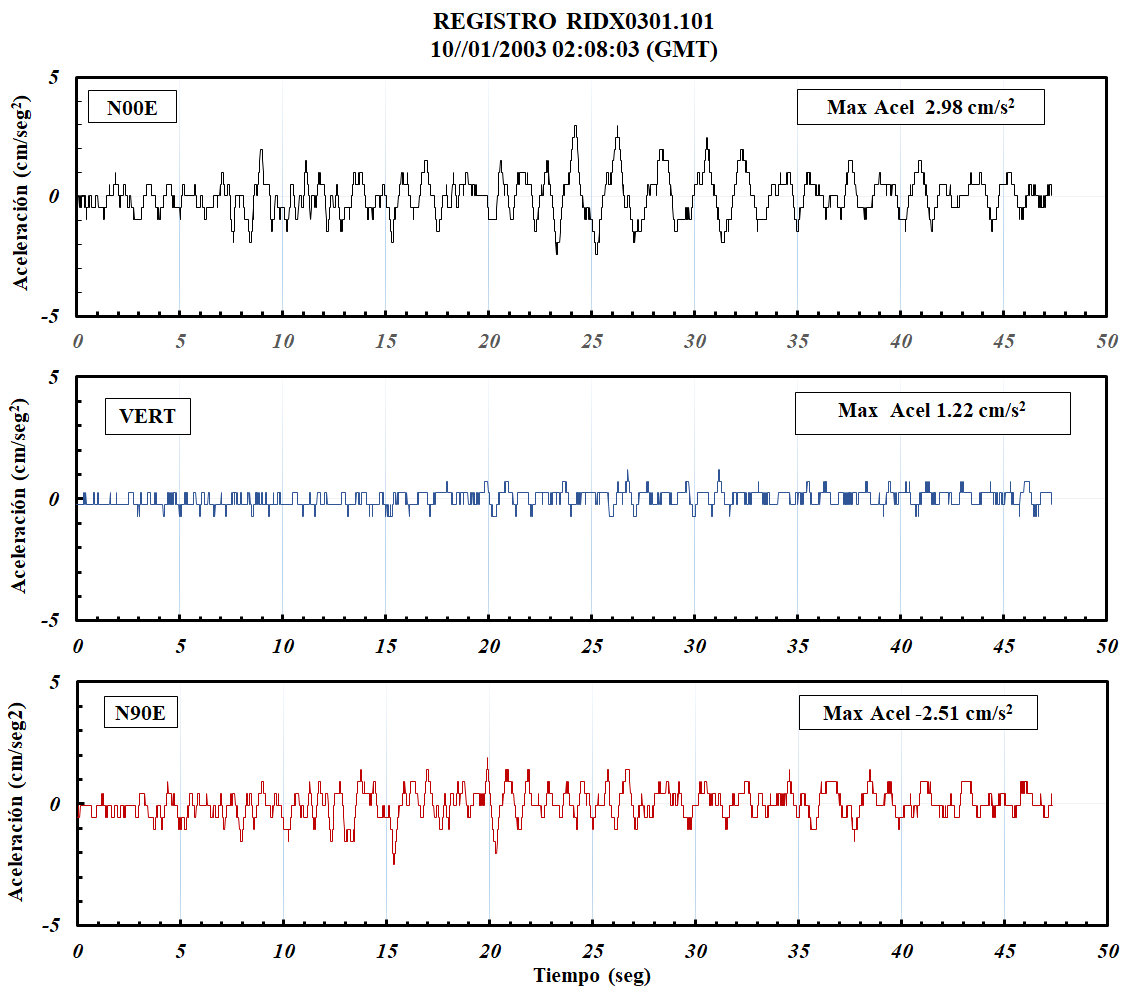 REGISTRO RIDX0301.101
10//01/2003 02:08:03 (GMT)
5
N00E
Max Acel 2.98 cm/s²
Aceleración (cm/seg²)
0
-5
0 5 10 15 20 25 30 35 40 45 50
5
VERT
Max Acel 1.22 cm/s²
Aceleración (cm/seg²)
0
-5
0 5 10 15 20 25 30 35 40 45 50
5
N90E
Max Acel -2.51 cm/s²
Aceleración (cm/seg2)
0
-5
0 5 10 15 20 25 30 35 40 45 50
Tiempo (seg)